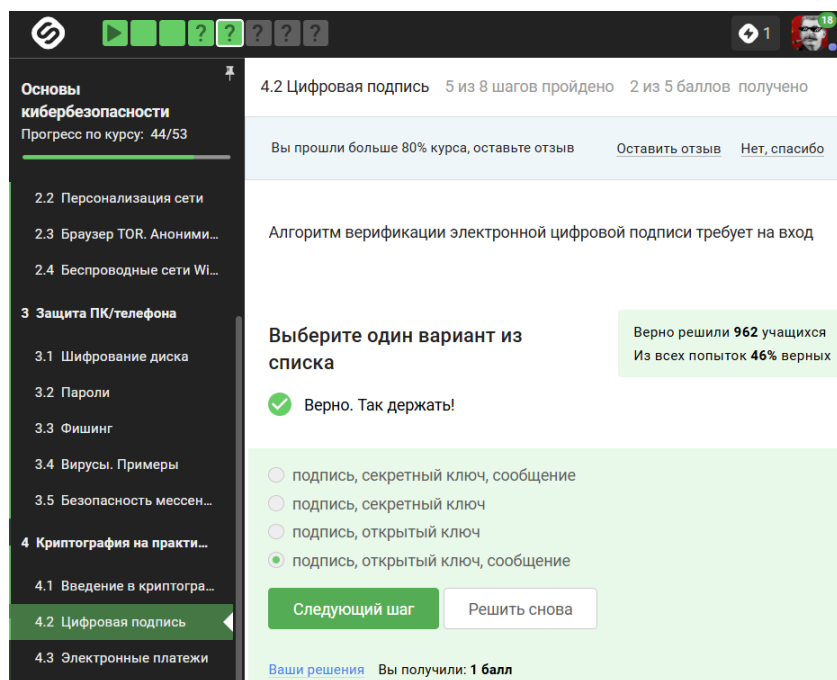 ? ? ? ? ?
1
18
Основы
кибербезопасности
Прогресс по курсу: 44/53
2.2 Персонализация сети
2.3 Браузер TOR. Аноними...
2.4 Беспроводные сети Wi...
3 Защита ПК/телефона
3.1 Шифрование диска
3.2 Пароли
3.3 Фишинг
3.4 Вирусы. Примеры
3.5 Безопасность мессен...
4 Криптография на практи...
4.1 Введение в криптогра...
4.2 Цифровая подпись
4.3 Электронные платежи
4.2 Цифровая подпись 5 из 8 шагов пройдено 2 из 5 баллов получено
Вы прошли больше 80% курса, оставьте отзыв Оставить отзыв Нет, спасибо
Алгоритм верификации электронной цифровой подписи требует на вход
Выберите один вариант из
списка
Верно решили 962 учащихся
Из всех попыток 46% верных
Верно. Так держать!
подпись, секретный ключ, сообщение
подпись, секретный ключ
подпись, открытый ключ
подпись, открытый ключ, сообщение
Следующий шаг Решить снова
Ваши решения Вы получили: 1 балл